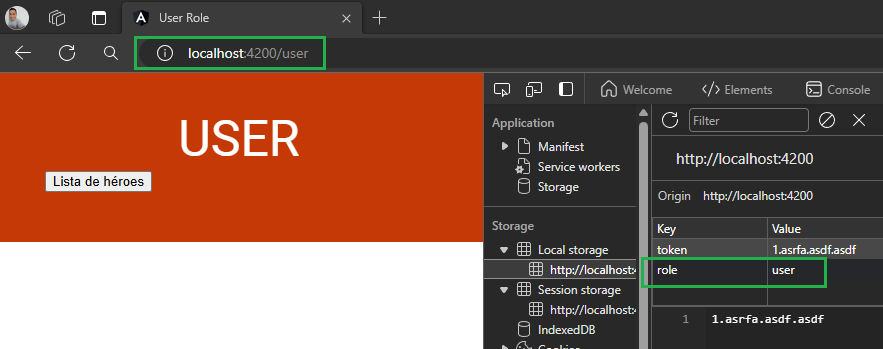 User Role
localhost:4200/user
USER
Lista de héroes
Welcome
Elements
Console
Application
Manifest
Service workers
Storage
Storage
Local storage
http://localhost:4
Session storage
http://localhost:4
IndexedDB
Cookies
Filter
http://localhost:4200
Origin http://localhost:4200
Key Value
token 1.asrfa.asdf.asdf
role user
1 1.asrfa.asdf.asdf